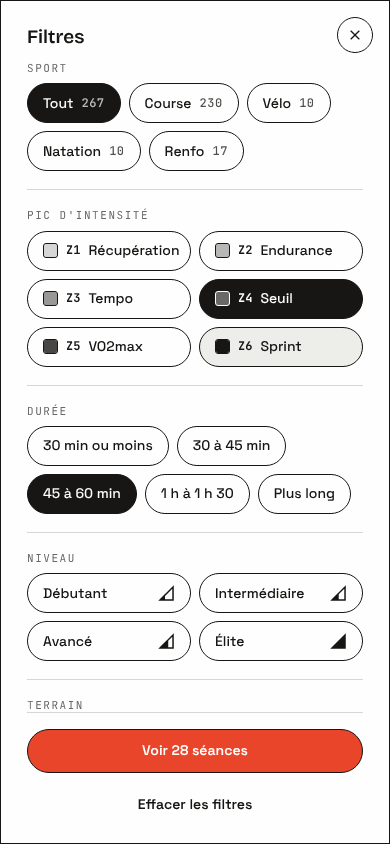 Filtres
SPORT
Tout 267 Course 230 Vélo 10
Natation 10 Renfo 17
PIC D'INTENSITÉ
Z1 Récupération Z2 Endurance
Z3 Tempo Z4 Seuil
Z5 VO2max Z6 Sprint
DURÉE
30 min ou moins 30 à 45 min
45 à 60 min 1 h à 1 h 30 Plus long
NIVEAU
Débutant Intermédiaire
Avancé Élite
TERRAIN
Voir 28 séances
Effacer les filtres